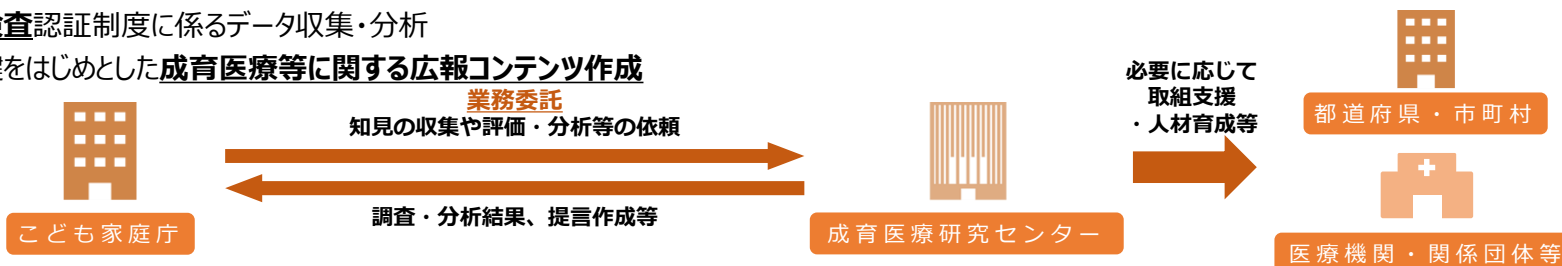 査認証制度に係るデータ収集・分析
をはじめとした成育医療等に関する広報コンテンツ作成
業務委託
知見の収集や評価・分析等の依頼
調査・分析結果、提言作成等
こども家庭庁
成育医療研究センター
必要に応じて
取組支援
・人材育成等
都道府県・市町村
医療機関・関係団体等